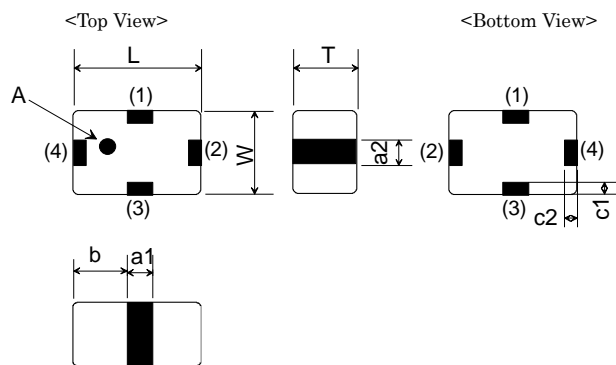 <Top View>
<Bottom View>
L
T
A
(1)
(1)
(4)
(2)
W
a2
(2)
(4)
(3)
(3)
c2
c1
b
a1